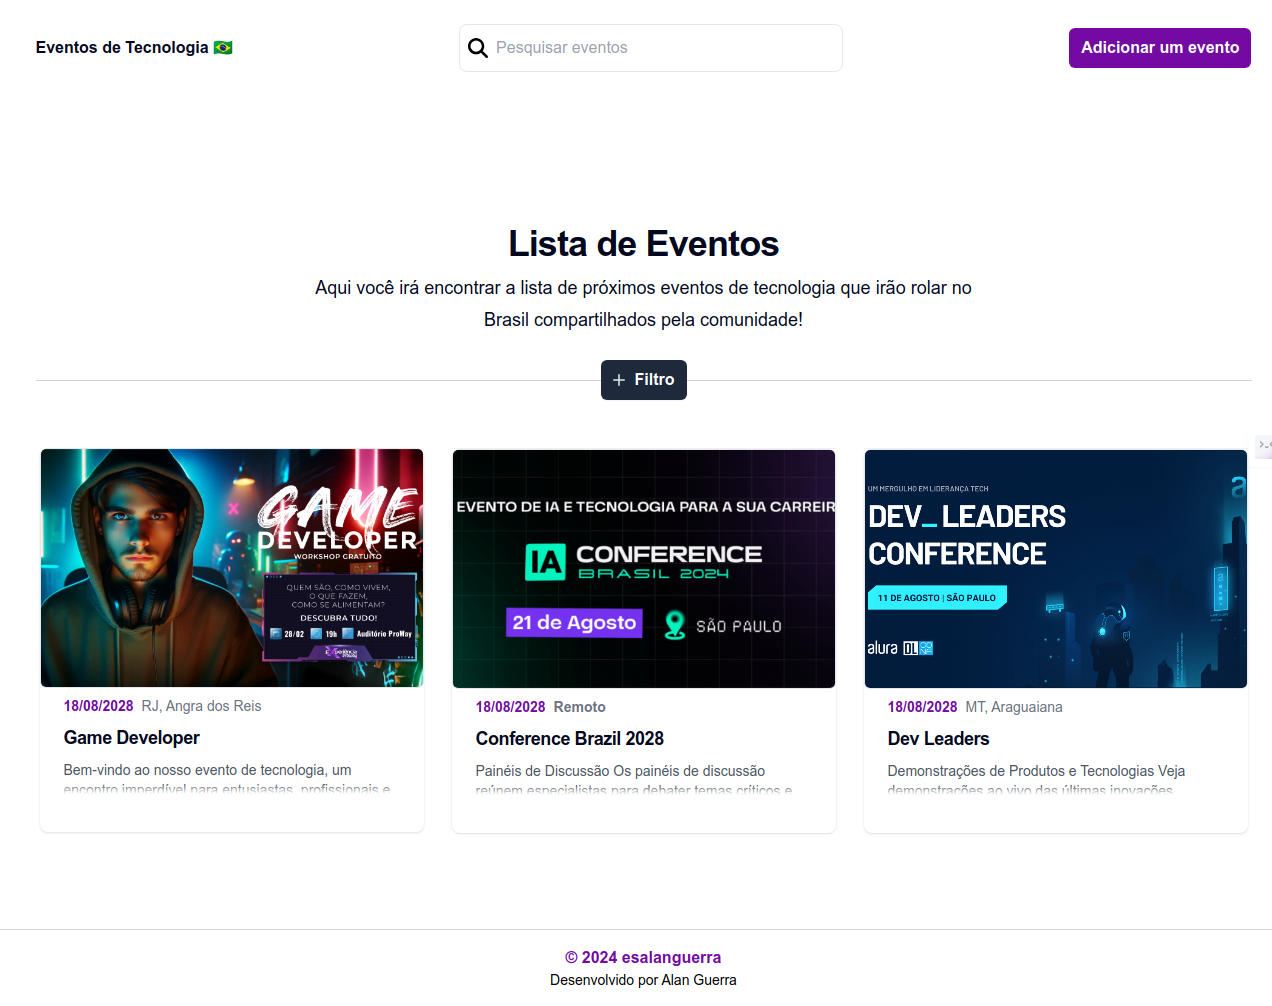 Eventos de Tecnologia 🇧🇷
Pesquisar eventos
Adicionar um evento
Lista de Eventos
Aqui você irá encontrar a lista de próximos eventos de tecnologia que irão rolar no
Brasil compartilhados pela comunidade!
+ Filtro
GAME
DEVELOPER
WORKSHOP GRATUITO
QUEM SÃO, COMO VIVEM,
O QUE FAZEM,
COMO SE ALIMENTAM?
DESCUBRA TUDO!
28/02 19h Auditório ProWay
18/08/2028 RJ, Angra dos Reis
Game Developer
Bem-vindo ao nosso evento de tecnologia, um
encontro imperdível para entusiastas, profissionais e
EVENTO DE IA E TECNOLOGIA PARA A SUA CARREIR
IA CONFERENCE
BRASIL 2024
21 de Agosto SÃO PAULO
18/08/2028 Remoto
Conference Brazil 2028
Painéis de Discussão Os painéis de discussão
reúnem especialistas para debater temas críticos e
UM MERGULHO EM LIDERANÇA TECH
DEV_ LEADERS
CONFERENCE
11 DE AGOSTO | SÃO PAULO
alura DL
18/08/2028 MT, Araguaiana
Dev Leaders
Demonstrações de Produtos e Tecnologias Veja
demonstrações ao vivo das últimas inovações
© 2024 esalanguerra
Desenvolvido por Alan Guerra